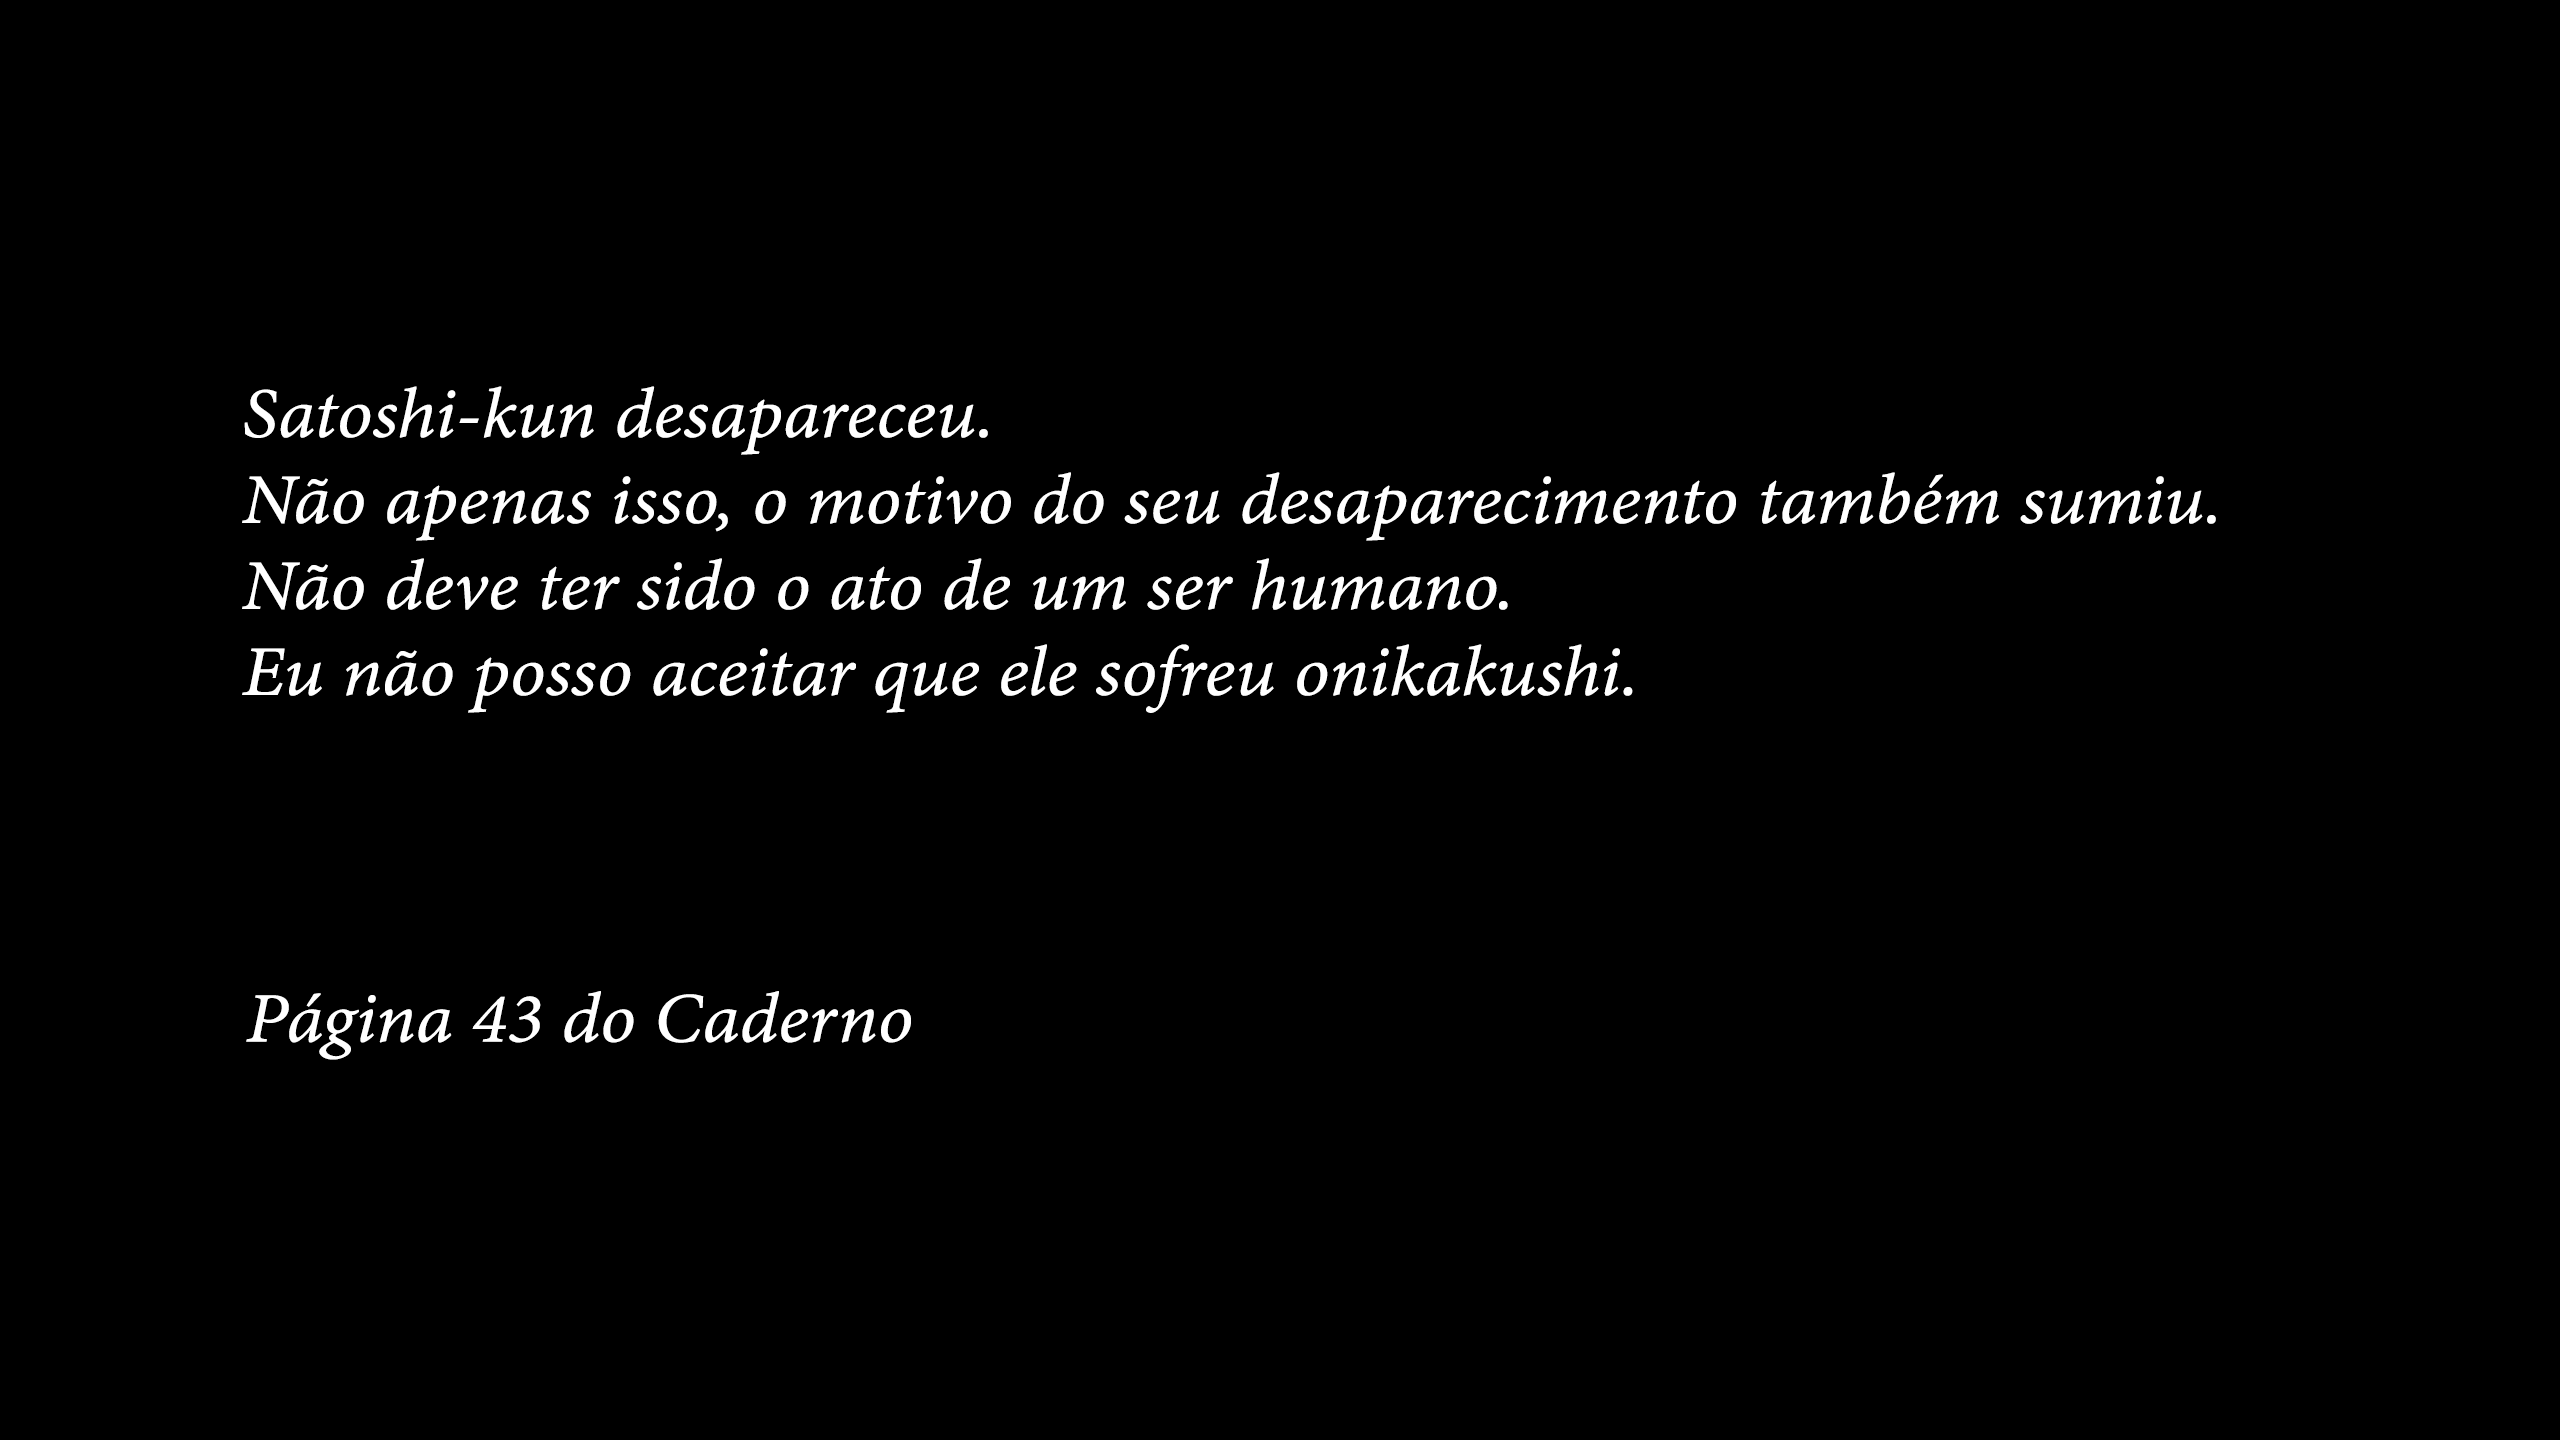 Satoshi-kun desapareceu.
Não apenas isso, o motivo do seu desaparecimento também sumiu.
Não deve ter sido o ato de um ser humano.
Eu não posso aceitar que ele sofreu onikakushi.
Página 43 do Caderno